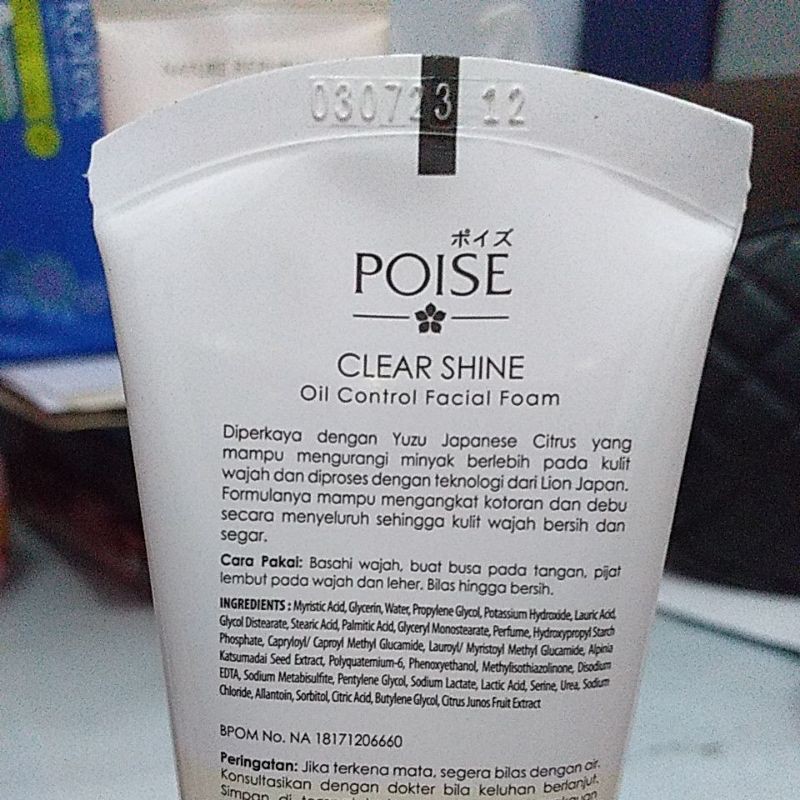 KOTEX
030723 12
ポイズ
POISE
CLEAR SHINE
Oil Control Facial Foam
Diperkaya dengan Yuzu Japanese Citrus yang
mampu mengurangi minyak berlebih pada kulit
wajah dan diproses dengan teknologi dari Lion Japan.
Formulanya mampu mengangkat kotoran dan debu
secara menyeluruh sehingga kulit wajah bersih dan
segar.
Cara Pakai: Basahi wajah, buat busa pada tangan, pijat
lembut pada wajah dan leher. Bilas hingga bersih.
INGREDIENTS : Myristic Acid, Glycerin, Water, Propylene Glycol, Potassium Hydroxide, Lauric Acid,
Glycol Distearate, Stearic Acid, Palmitic Acid, Glyceryl Monostearate, Perfume, Hydroxypropyl Starch
Phosphate, Capryloyl/ Caproyl Methyl Glucamide, Lauroyl/ Myristoyl Methyl Glucamide, Alpinia
Katsumadai Seed Extract, Polyquaternium-6, Phenoxyethanol, Methylisothiazolinone, Disodium
EDTA, Sodium Metabisulfite, Pentylene Glycol, Sodium Lactate, Lactic Acid, Serine, Urea, Sodium
Chloride, Allantoin, Sorbitol, Citric Acid, Butylene Glycol, Citrus Junos Fruit Extract
BPOM No. NA 18171206660
Peringatan: Jika terkena mata, segera bilas dengan air.
Konsultasikan dengan dokter bila keluhan berlanjut.
Simpan di